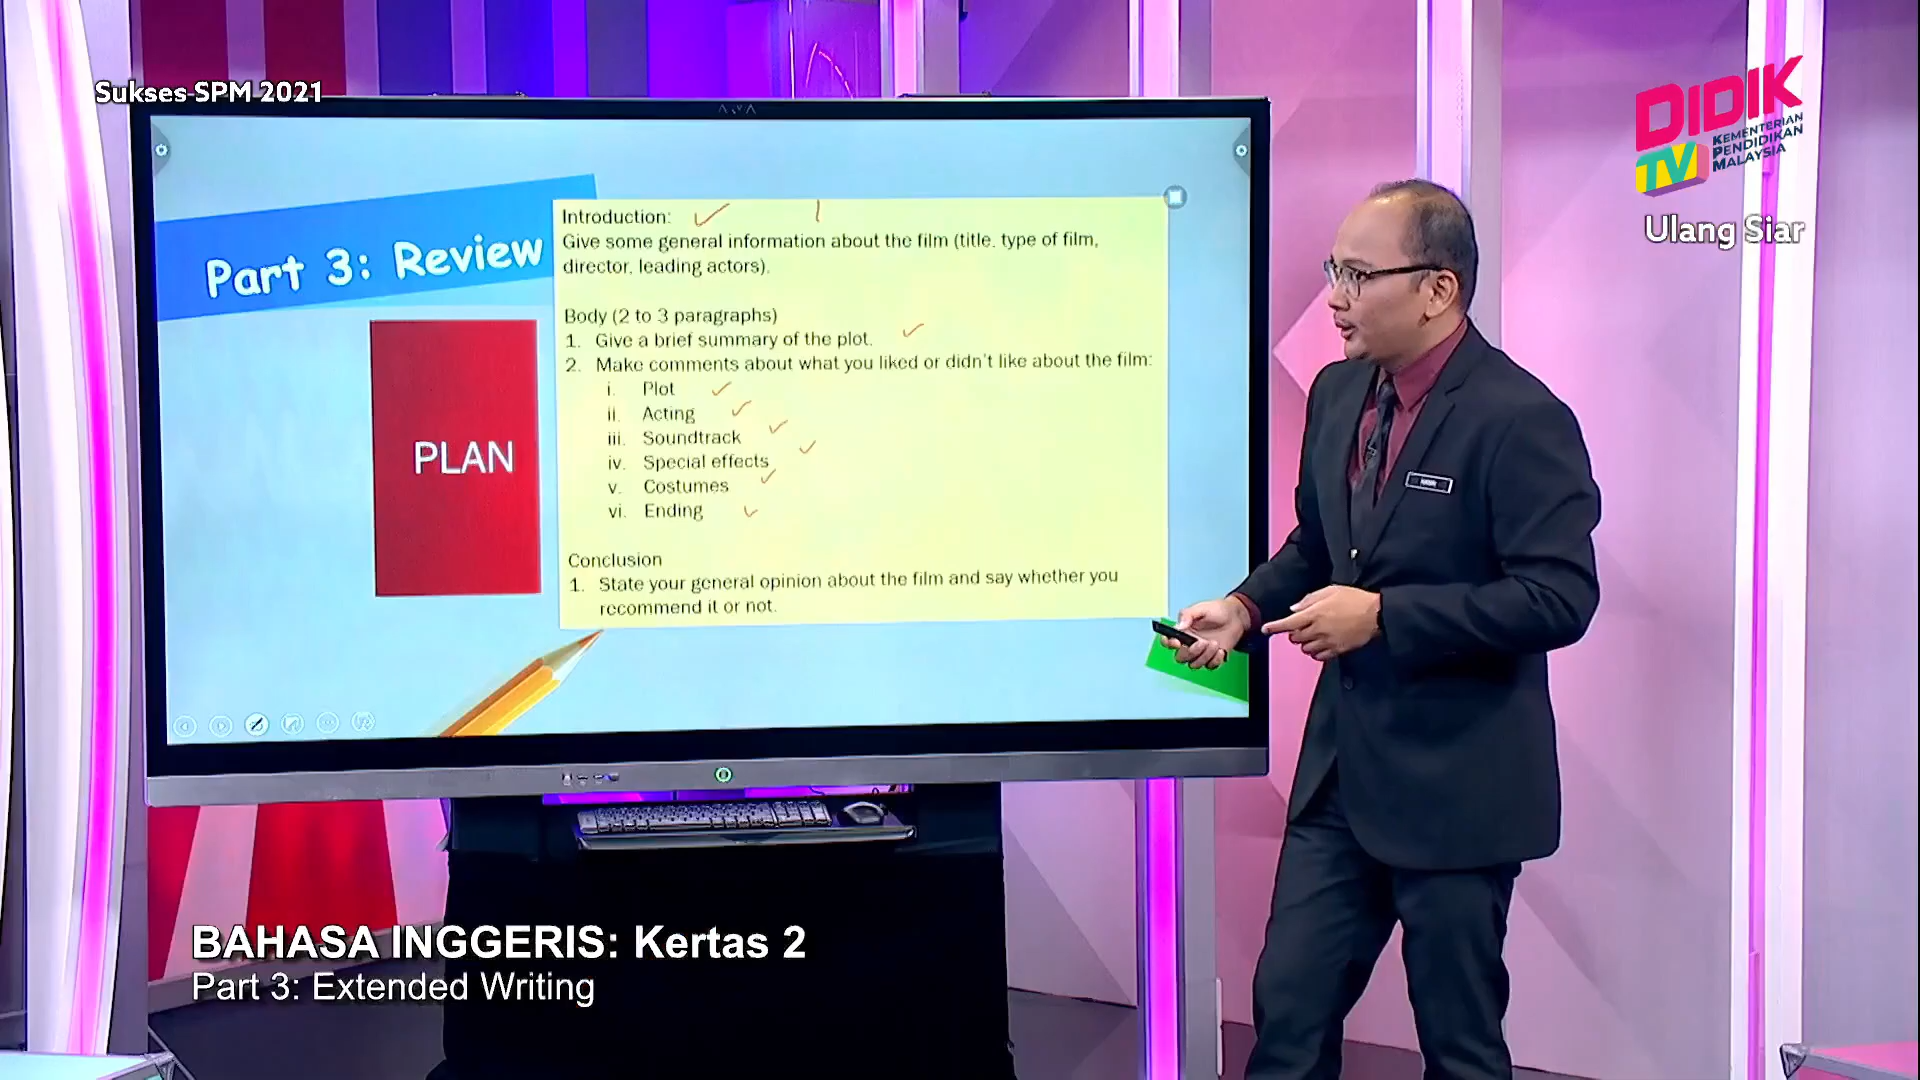 Sukses SPM 2021
DIDIK
TV
KEMENTERIAN
PENDIDIKAN
MALAYSIA
Ulang Siar
Part 3: Review
PLAN
Introduction:
Give some general information about the film (title, type of film,
director, leading actors).
Body (2 to 3 paragraphs)
1. Give a brief summary of the plot.
2. Make comments about what you liked or didn't like about the film:
i. Plot
ii. Acting
iii. Soundtrack
iv. Special effects
v. Costumes
vi. Ending
Conclusion
1. State your general opinion about the film and say whether you
recommend it or not.
BAHASA INGGERIS: Kertas 2
Part 3: Extended Writing